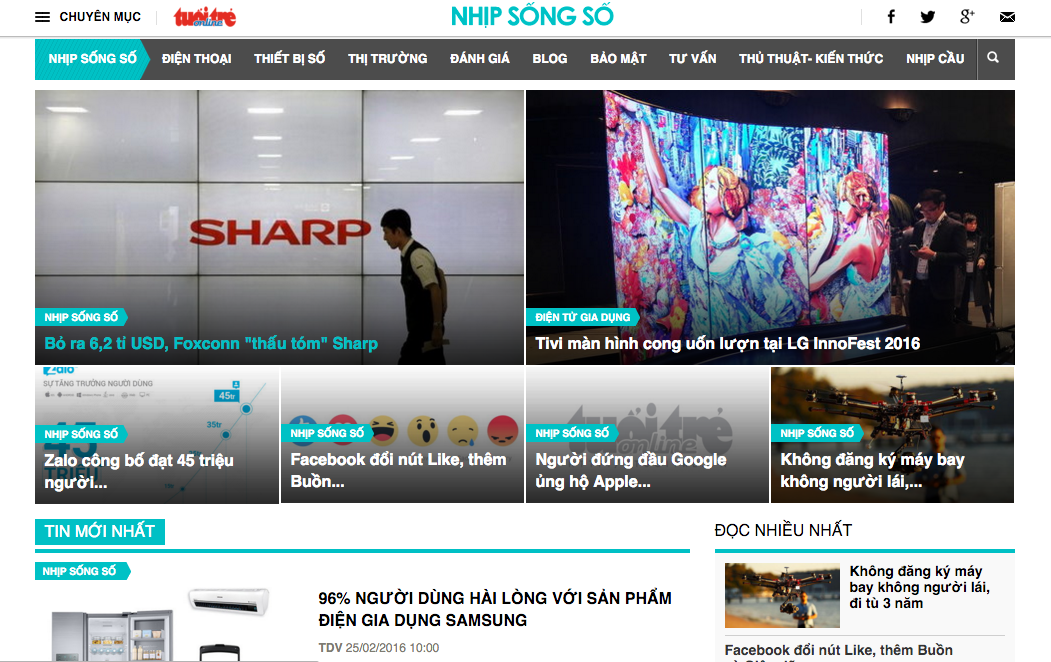 CHUYÊN MỤC
tuổi trẻ
online
NHỊP SỐNG SỐ
NHỊP SỐNG SỐ
ĐIỆN THOẠI
THIẾT BỊ SỐ
THỊ TRƯỜNG
ĐÁNH GIÁ
BLOG
BẢO MẬT
TƯ VẤN
THỦ THUẬT- KIẾN THỨC
NHỊP CẦU
SHARP
NHỊP SỐNG SỐ
Bỏ ra 6,2 tỉ USD, Foxconn "thấu tóm" Sharp
ĐIỆN TỬ GIA DỤNG
Tivi màn hình cong uốn lượn tại LG InnoFest 2016
Zalo
SỰ TĂNG TRƯỞNG NGƯỜI DÙNG
45tr
35tr
45
TRIỆU
NHỊP SỐNG SỐ
Zalo công bố đạt 45 triệu
người...
NHỊP SỐNG SỐ
Facebook đổi nút Like, thêm
Buồn...
tuổi trẻ
online
NHỊP SỐNG SỐ
Người đứng đầu Google
ủng hộ Apple...
NHỊP SỐNG SỐ
Không đăng ký máy bay
không người lái,...
TIN MỚI NHẤT
NHỊP SỐNG SỐ
96% NGƯỜI DÙNG HÀI LÒNG VỚI SẢN PHẨM
ĐIỆN GIA DỤNG SAMSUNG
TDV 25/02/2016 10:00
ĐỌC NHIỀU NHẤT
Không đăng ký máy
bay không người lái,
đi tù 3 năm
Facebook đổi nút Like, thêm Buồn